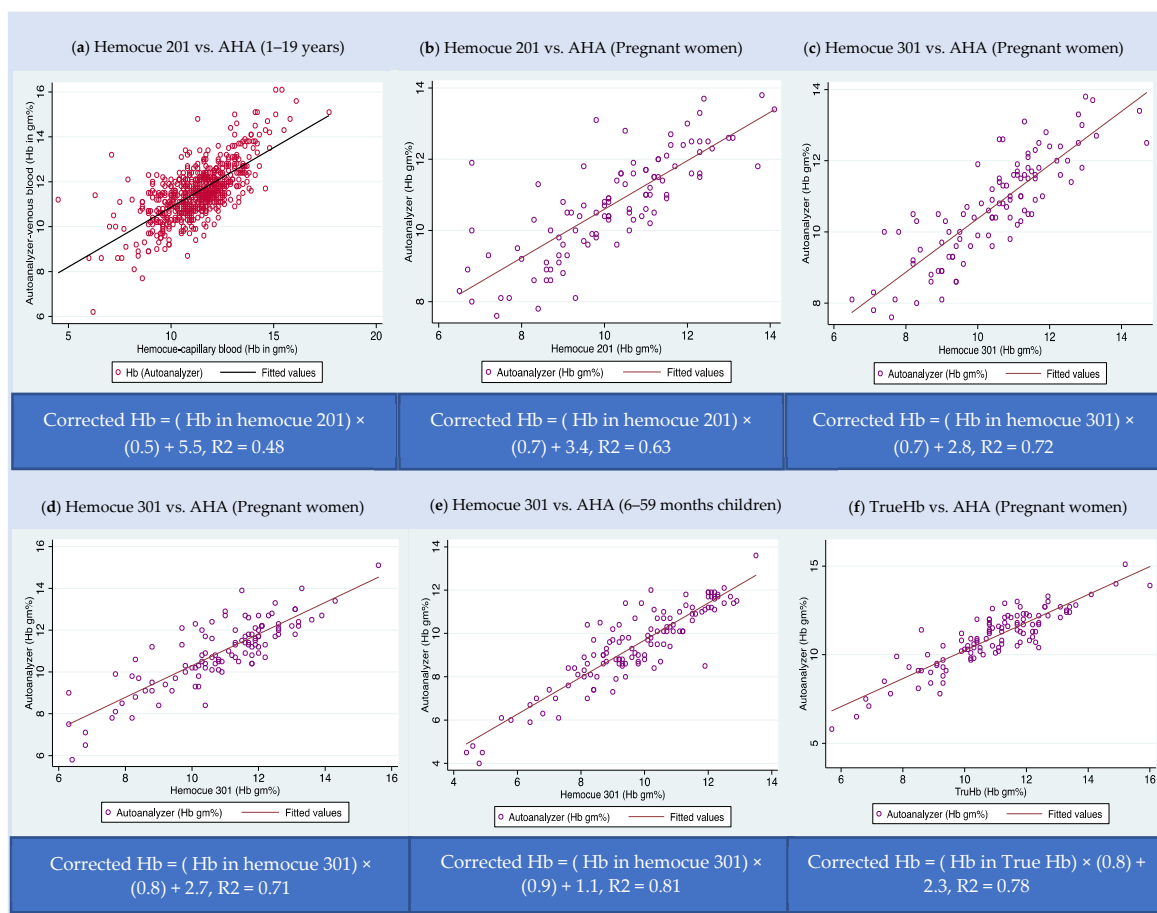 (a) Hemocue 201 vs. AHA (1–19 years)
Autoanalyzer-venous blood (Hb in gm%)
16
14
12
10
8
6
5
10
15
20
Hemocue-capillary blood (Hb in gm%)
Hb (Autoanalyzer) Fitted values
Corrected Hb = ( Hb in hemocue 201) ×
(0.5) + 5.5, R2 = 0.48
(b) Hemocue 201 vs. AHA (Pregnant women)
Autoanalyzer (Hb gm%)
14
12
10
8
6
8
10
12
14
Hemocue 201 (Hb gm%)
Autoanalyzer (Hb gm%) Fitted values
Corrected Hb = ( Hb in hemocue 201) ×
(0.7) + 3.4, R2 = 0.63
(c) Hemocue 301 vs. AHA (Pregnant women)
Autoanalyzer (Hb gm%)
14
12
10
8
6
8
10
12
14
Hemocue 301 (Hb gm%)
Autoanalyzer (Hb gm%) Fitted values
Corrected Hb = ( Hb in hemocue 301) ×
(0.7) + 2.8, R2 = 0.72
(d) Hemocue 301 vs. AHA (Pregnant women)
Autoanalyzer (Hb gm%)
16
14
12
10
8
6
6
8
10
12
14
16
Hemocue 301 (Hb gm%)
Autoanalyzer (Hb gm%) Fitted values
Corrected Hb = ( Hb in hemocue 301) ×
(0.8) + 2.7, R2 = 0.71
(e) Hemocue 301 vs. AHA (6–59 months children)
Autoanalyzer (Hb gm%)
14
12
10
8
6
4
4
6
8
10
12
14
Hemocue 301 (Hb gm%)
Autoanalyzer (Hb gm%) Fitted values
Corrected Hb = ( Hb in hemocue 301) ×
(0.9) + 1.1, R2 = 0.81
(f) TrueHb vs. AHA (Pregnant women)
Autoanalyzer (Hb gm%)
15
10
5
6
8
10
12
14
16
TruHb (Hb gm%)
Autoanalyzer (Hb gm%) Fitted values
Corrected Hb = ( Hb in True Hb) × (0.8) +
2.3, R2 = 0.78